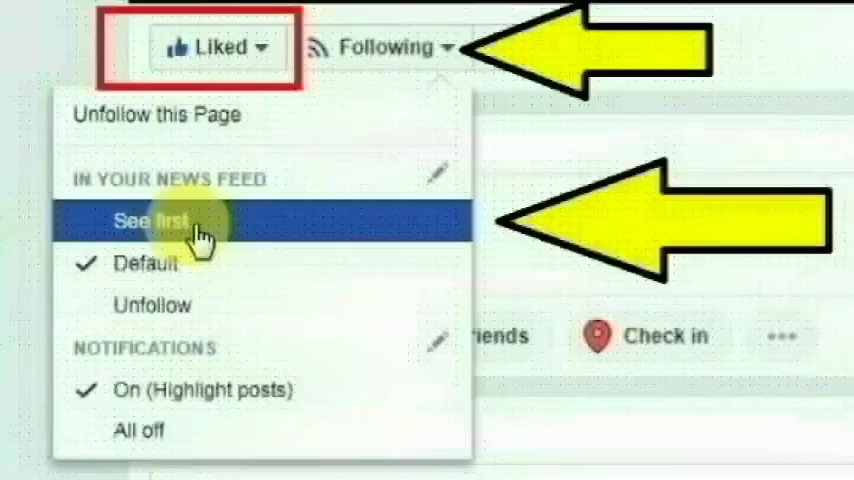 Liked Following
Unfollow this Page
IN YOUR NEWS FEED
See first
Default
Unfollow
NOTIFICATIONS
On (Highlight posts)
All off
iends Check in